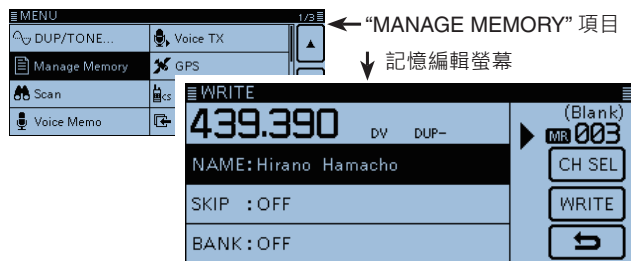 MENU 1/3
DUP/TONE... Voice TX
Manage Memory GPS
Scan CS
Voice Memo
“MANAGE MEMORY” 項目
記憶編輯螢幕
WRITE
439.390 DV DUP–
(Blank)
MR 003
NAME:Hirano Hamacho
CH SEL
SKIP :OFF
WRITE
BANK:OFF